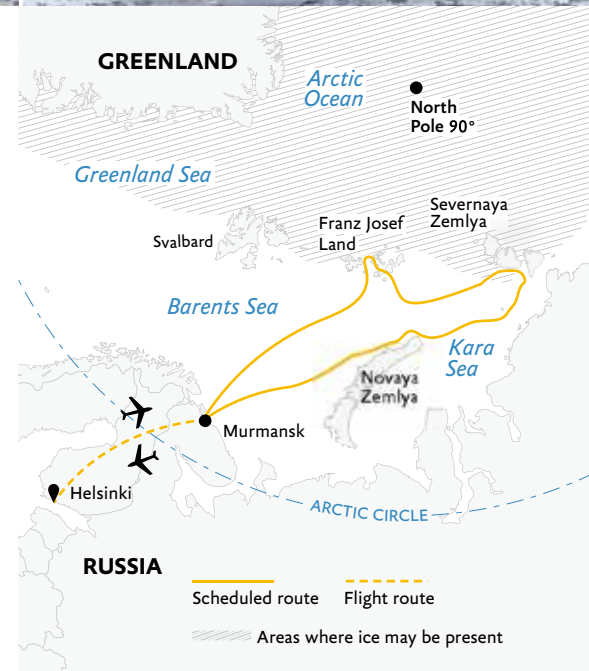 GREENLAND
Arctic
Ocean
North
Pole 90°
Greenland Sea
Severnaya
Zemlya
Franz Josef
Land
Svalbard
Barents Sea
Kara
Sea
Novaya
Zemlya
Murmansk
Helsinki
ARCTIC CIRCLE
RUSSIA
Scheduled route
Flight route
Areas where ice may be present